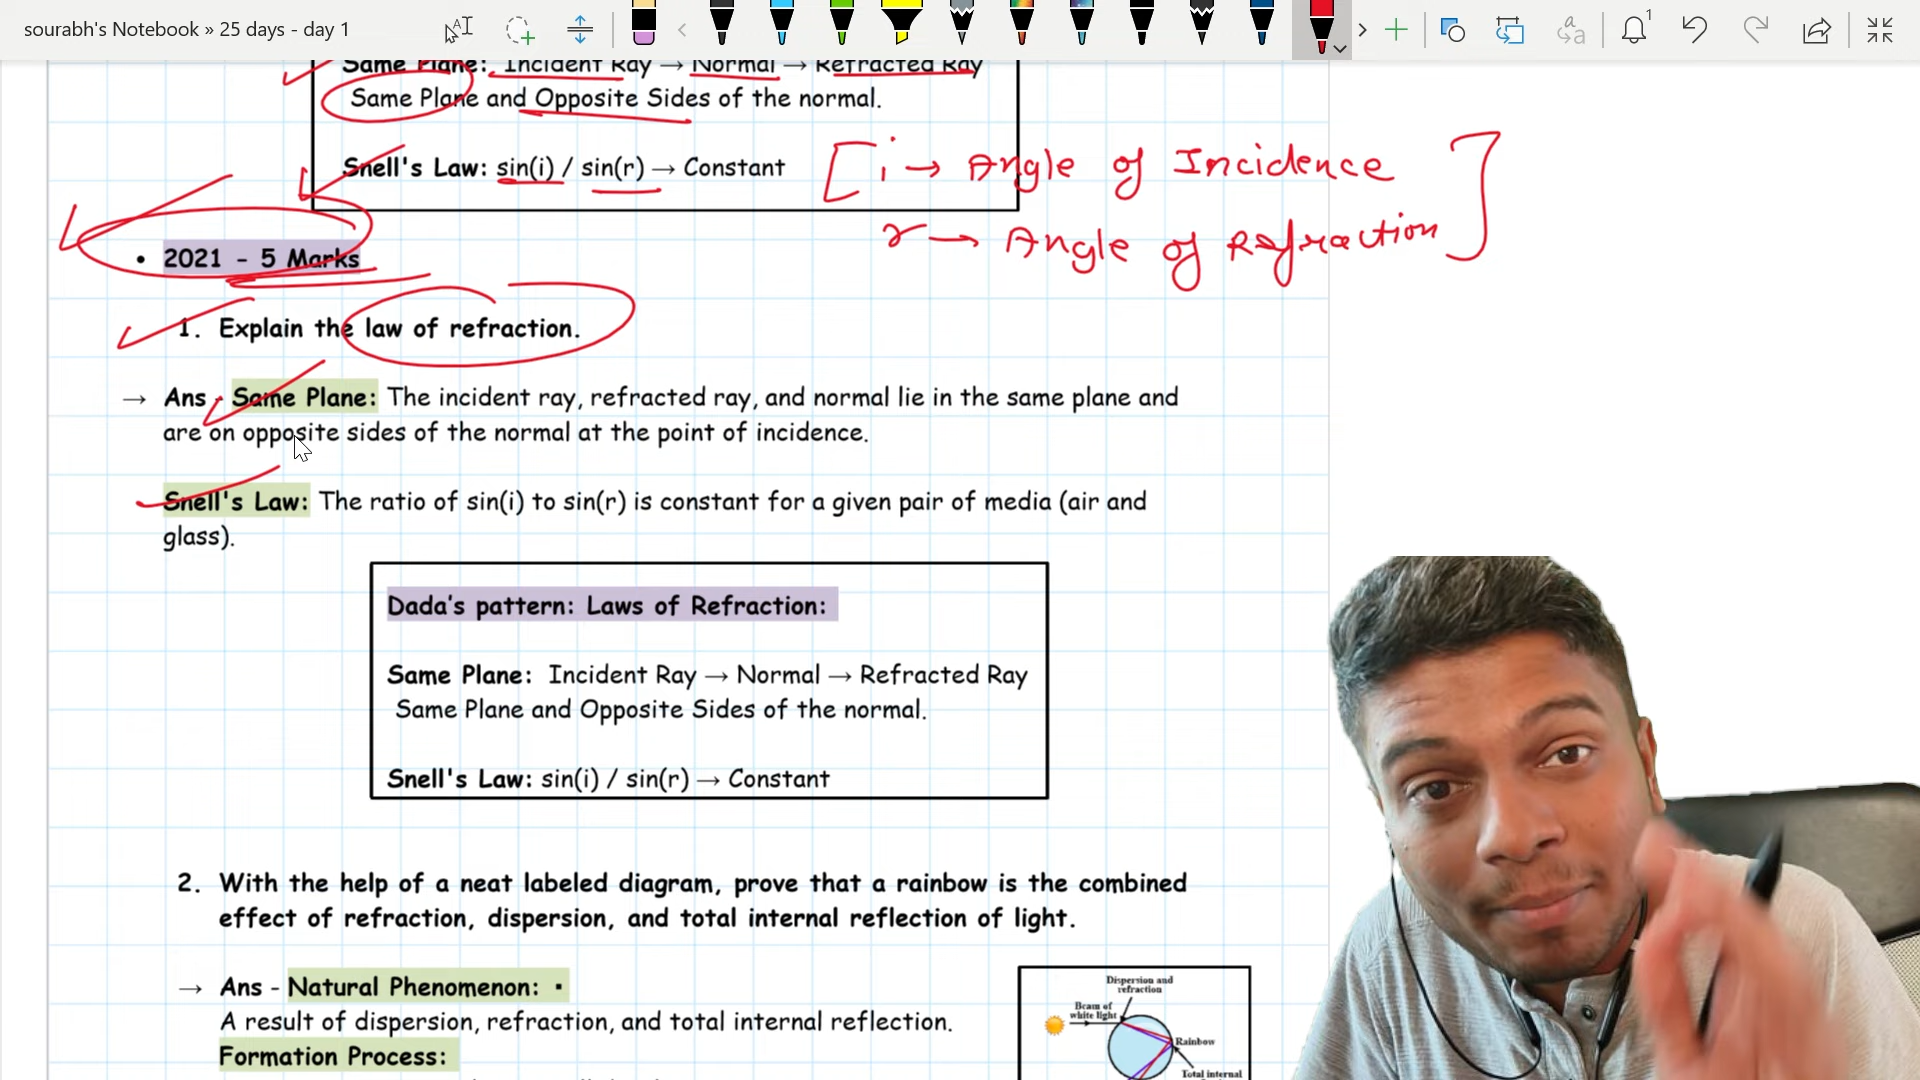 sourabh's Notebook » 25 days - day 1
Same Plane: Incident Ray → Normal → Refracted Ray
Same Plane and Opposite Sides of the normal.
Snell's Law: sin(i) / sin(r) → Constant
[ i → Angle of Incidence
r → Angle of Refraction ]
• 2021 - 5 Marks
1. Explain the law of refraction.
→ Ans - Same Plane: The incident ray, refracted ray, and normal lie in the same plane and
are on opposite sides of the normal at the point of incidence.
Snell's Law: The ratio of sin(i) to sin(r) is constant for a given pair of media (air and
glass).
Dada's pattern: Laws of Refraction:
Same Plane: Incident Ray → Normal → Refracted Ray
Same Plane and Opposite Sides of the normal.
Snell's Law: sin(i) / sin(r) → Constant
2. With the help of a neat labeled diagram, prove that a rainbow is the combined
effect of refraction, dispersion, and total internal reflection of light.
→ Ans - Natural Phenomenon: •
A result of dispersion, refraction, and total internal reflection.
Formation Process:
Dispersion and
refraction
Beam of
white light
Rainbow
Total internal